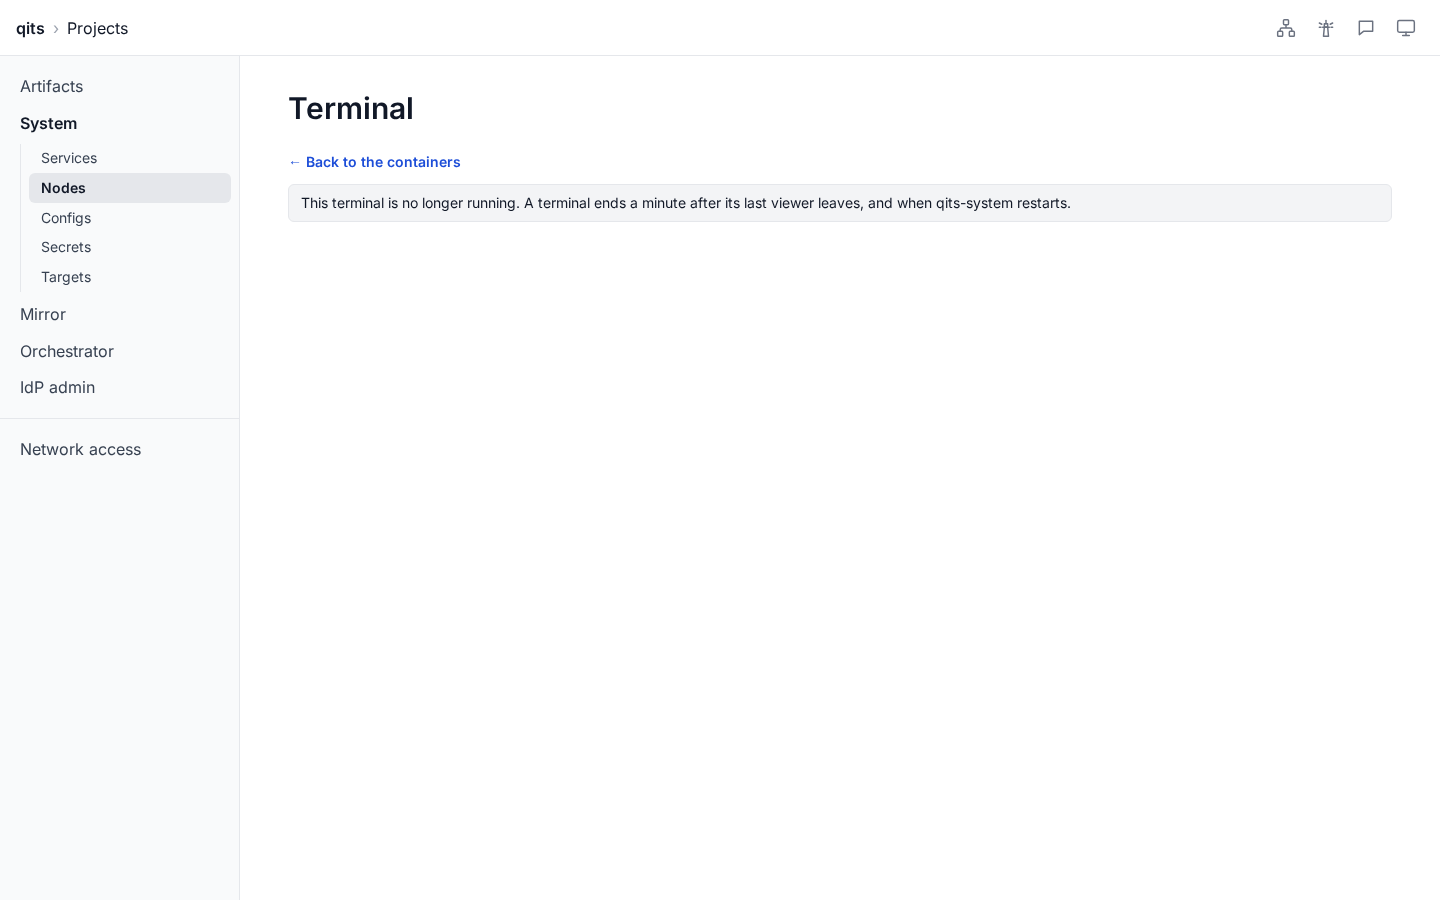 qits › Projects
Artifacts
System
Services
Nodes
Configs
Secrets
Targets
Mirror
Orchestrator
IdP admin
Network access
Terminal
← Back to the containers
This terminal is no longer running. A terminal ends a minute after its last viewer leaves, and when qits-system restarts.